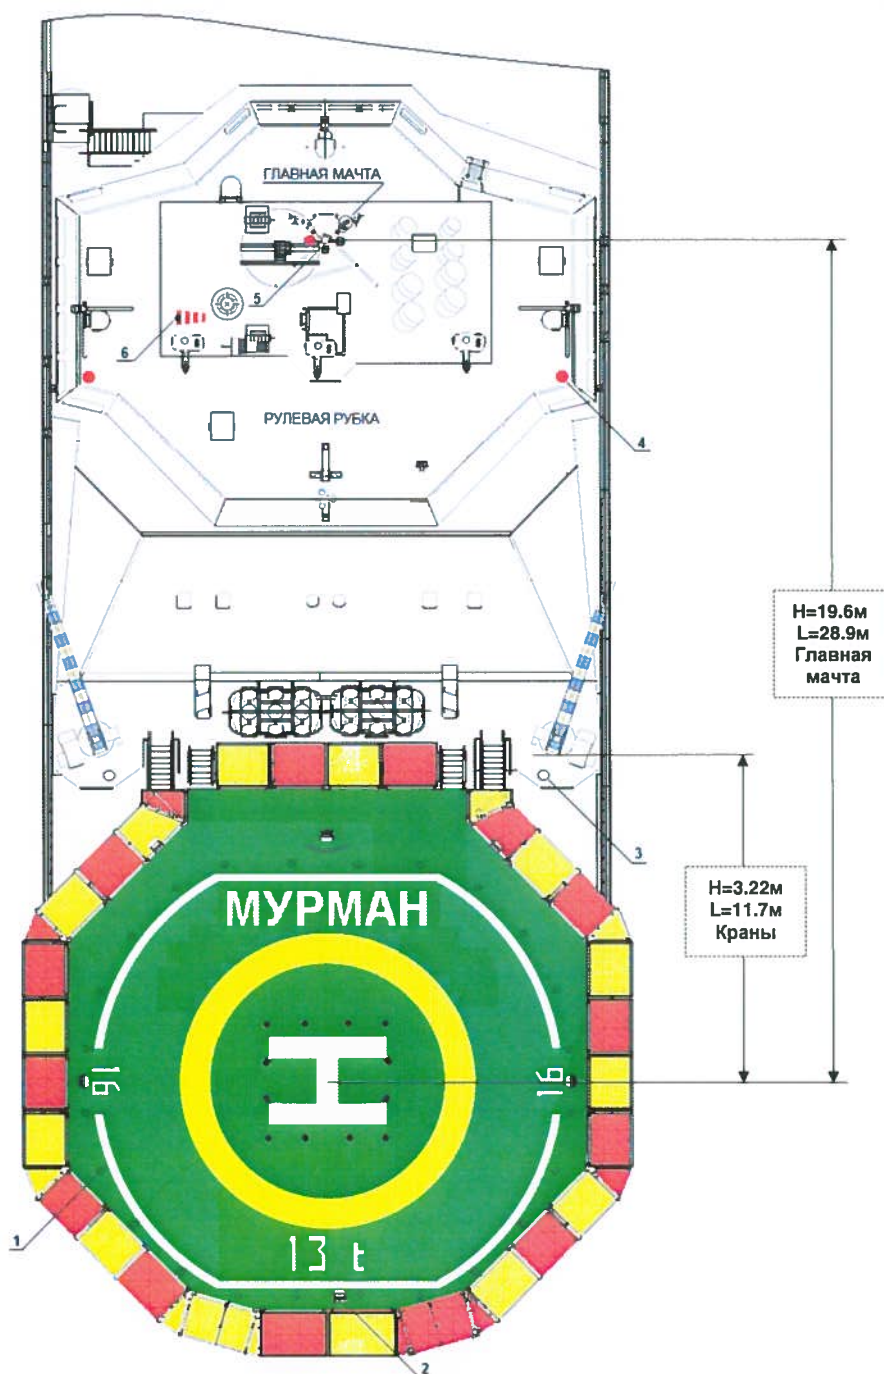 ГЛАВНАЯ МАЧТА
5
6
РУЛЕВАЯ РУБКА
4
H=19.6м
L=28.9м
Главная
мачта
3
H=3.22м
L=11.7м
Краны
МУРМАН
H
16
16
1
13 t
2